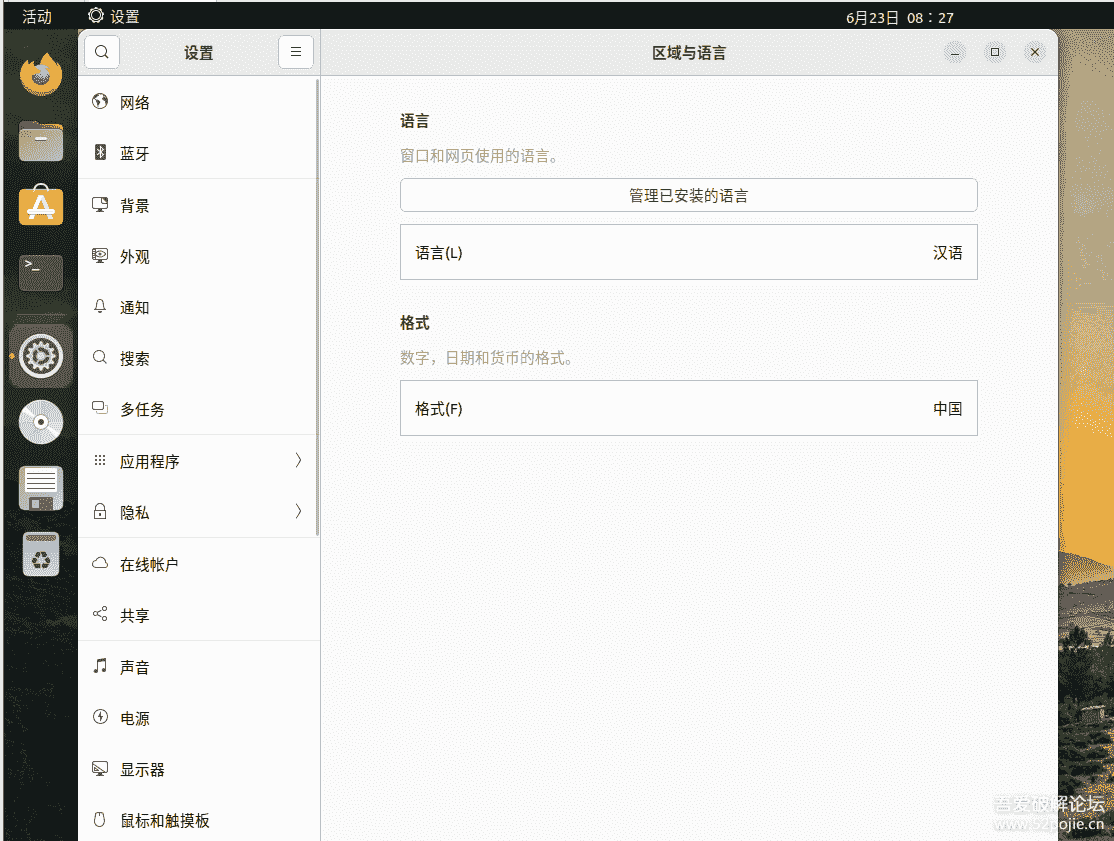 活动 设置 6月23日 08：27
设置
区域与语言
网络
蓝牙
背景
外观
通知
搜索
多任务
应用程序
隐私
在线帐户
共享
声音
电源
显示器
鼠标和触摸板
语言
窗口和网页使用的语言。
管理已安装的语言
语言(L) 汉语
格式
数字，日期和货币的格式。
格式(F) 中国
吾爱破解论坛
www.52pojie.cn